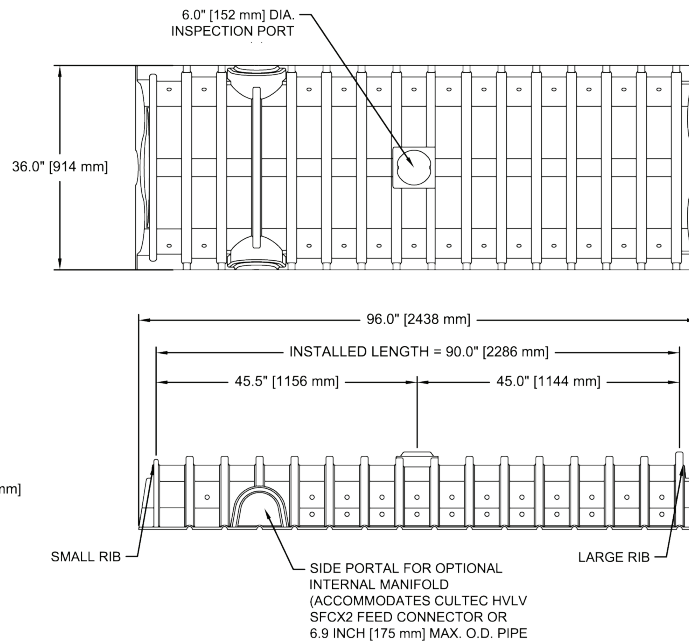 6.0" [152 mm] DIA.
INSPECTION PORT
36.0" [914 mm]
96.0" [2438 mm]
INSTALLED LENGTH = 90.0" [2286 mm]
45.5" [1156 mm]
45.0" [1144 mm]
mm]
SMALL RIB
LARGE RIB
SIDE PORTAL FOR OPTIONAL
INTERNAL MANIFOLD
(ACCOMMODATES CULTEC HVLV
SFCX2 FEED CONNECTOR OR
6.9 INCH [175 mm] MAX. O.D. PIPE